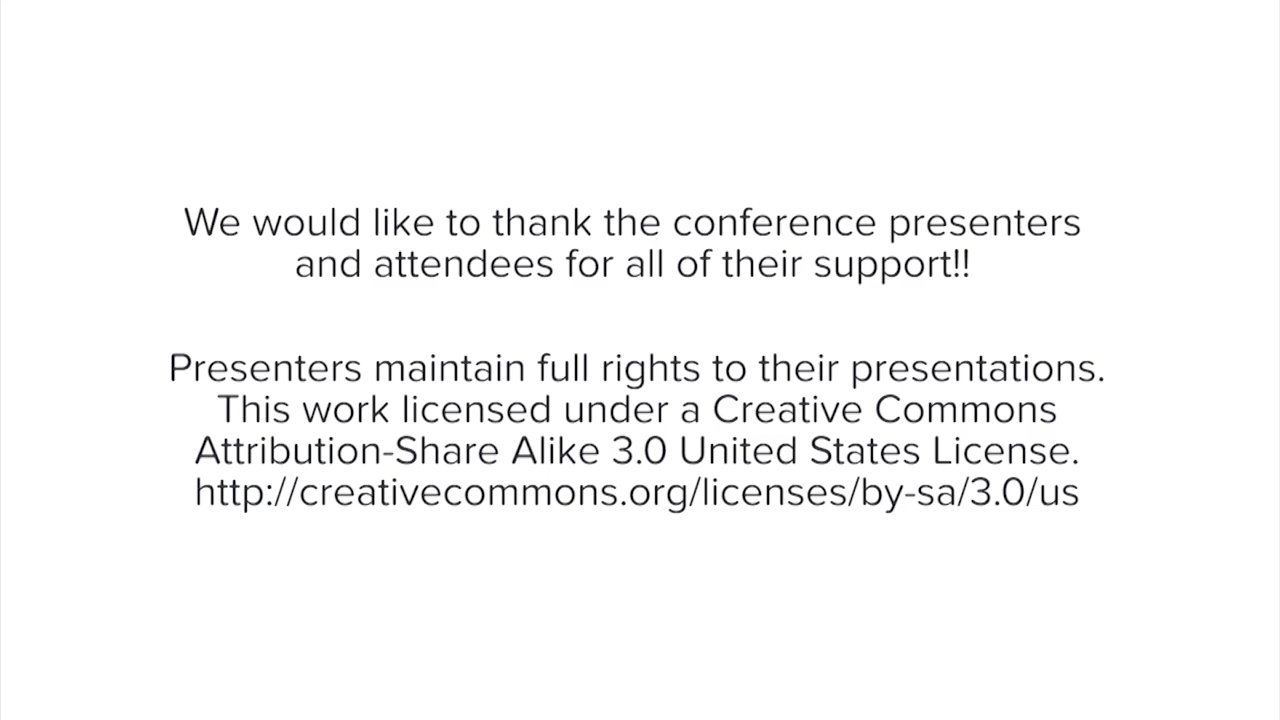 We would like to thank the conference presenters
and attendees for all of their support!!
Presenters maintain full rights to their presentations.
This work licensed under a Creative Commons
Attribution-Share Alike 3.0 United States License.
http://creativecommons.org/licenses/by-sa/3.0/us